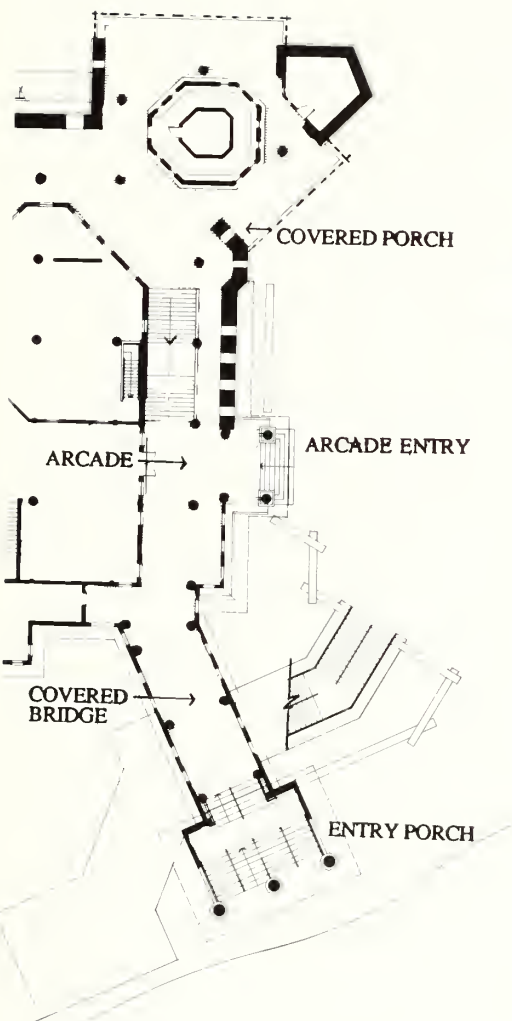 COVERED PORCH
ARCADE ENTRY
ARCADE
COVERED
BRIDGE
ENTRY PORCH